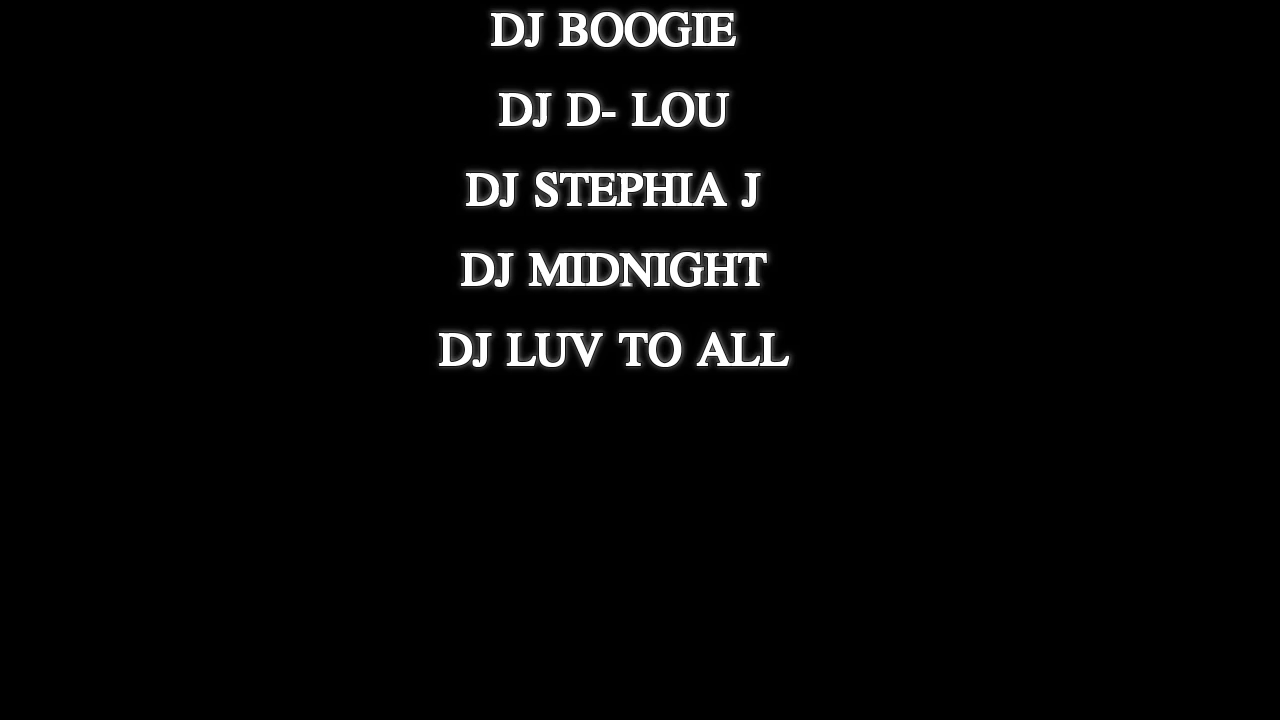 DJ BOOGIE
DJ D- LOU
DJ STEPHIA J
DJ MIDNIGHT
DJ LUV TO ALL